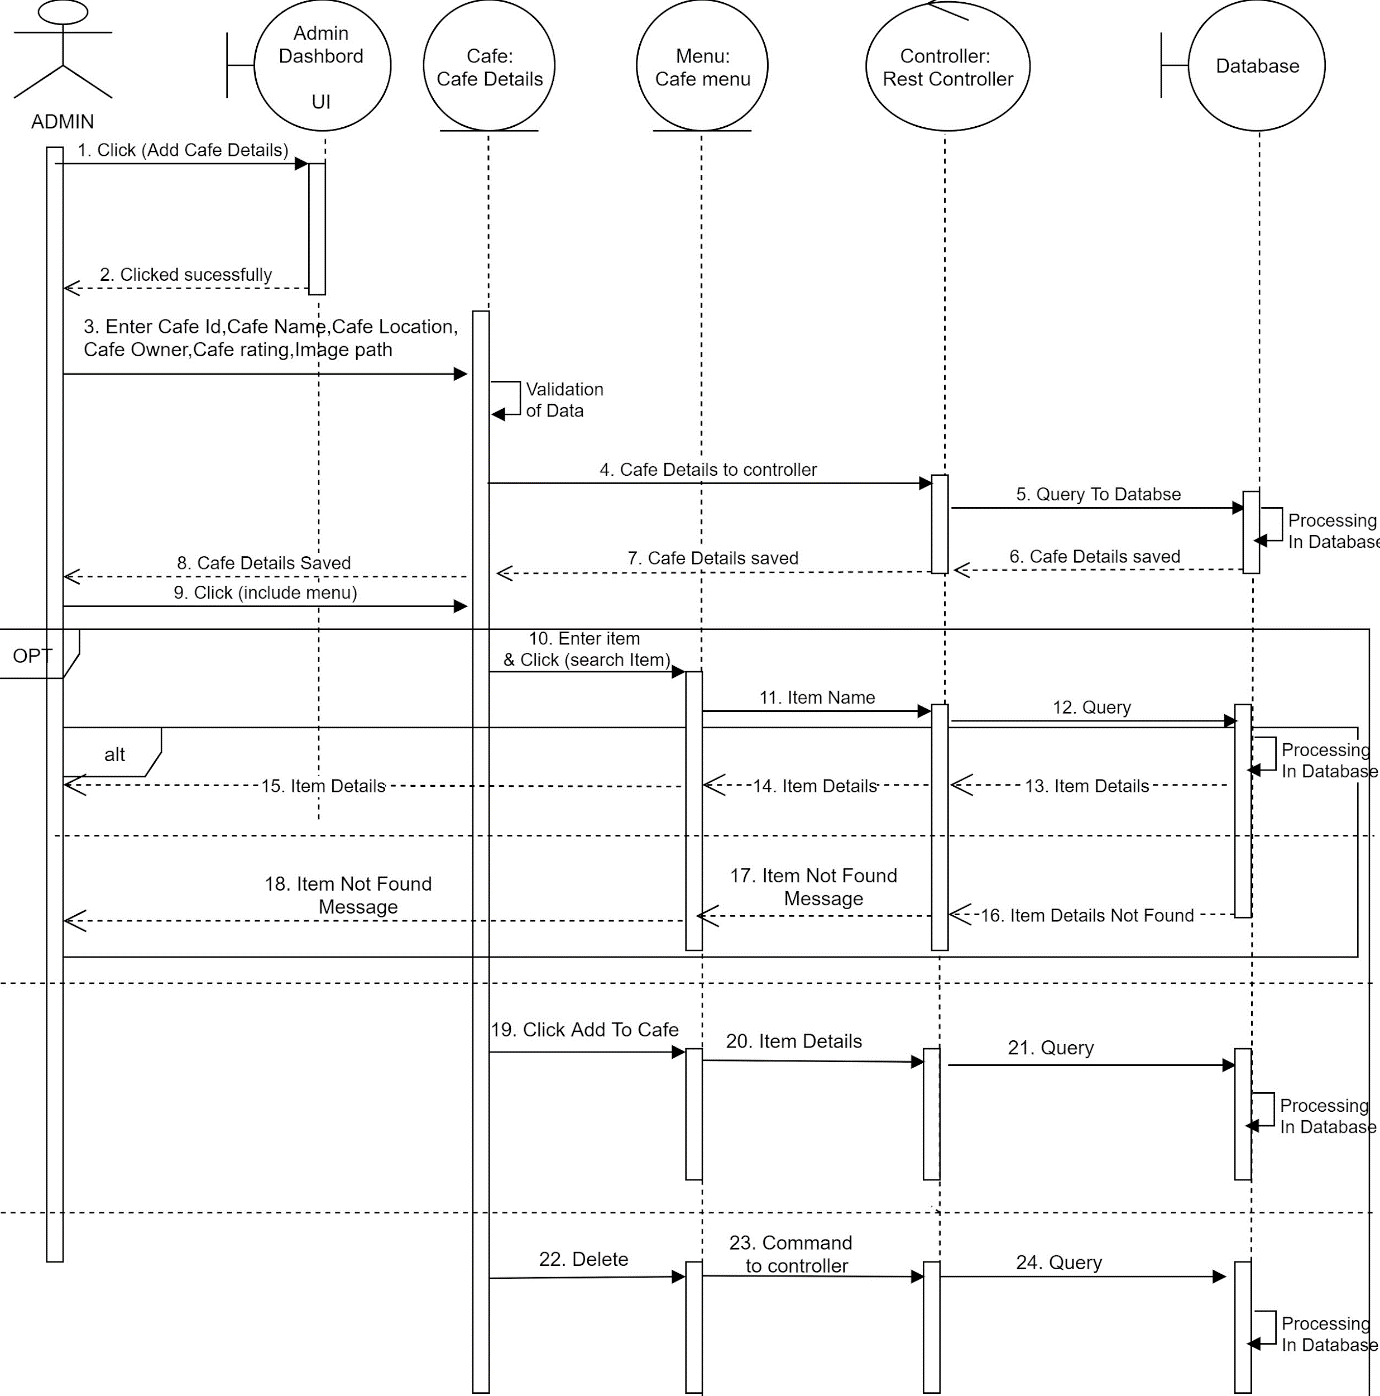 Admin
Dashbord
UI
Cafe:
Cafe Details
Menu:
Cafe menu
Controller:
Rest Controller
Database
ADMIN
1. Click (Add Cafe Details)
2. Clicked sucessfully
3. Enter Cafe Id,Cafe Name,Cafe Location,
Cafe Owner,Cafe rating,Image path
Validation
of Data
4. Cafe Details to controller
5. Query To Databse
Processing
In Database
6. Cafe Details saved
7. Cafe Details saved
8. Cafe Details Saved
9. Click (include menu)
OPT
10. Enter item
& Click (search Item)
11. Item Name
12. Query
alt
Processing
In Database
15. Item Details
14. Item Details
13. Item Details
18. Item Not Found
Message
17. Item Not Found
Message
16. Item Details Not Found
19. Click Add To Cafe
20. Item Details
21. Query
Processing
In Database
22. Delete
23. Command
to controller
24. Query
Processing
In Database